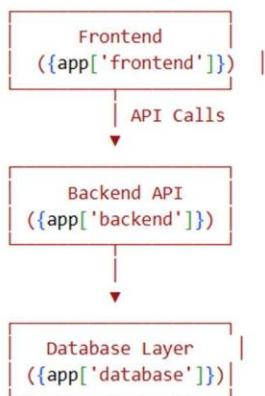 Frontend
({app['frontend']})
API Calls
Backend API
({app['backend']})
Database Layer
({app['database']})